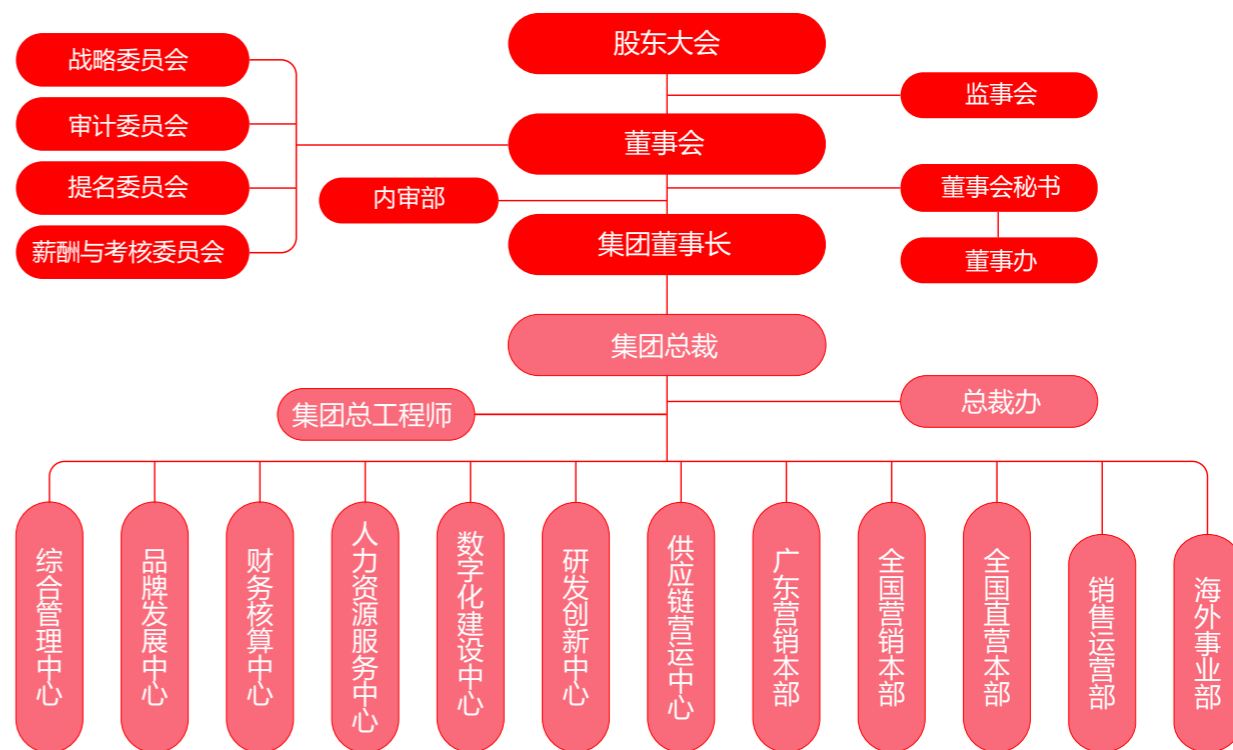 股东大会
战略委员会
监事会
审计委员会
董事会
提名委员会
内审部
董事会秘书
薪酬与考核委员会
集团董事长
董事办
集团总裁
集团总工程师
总裁办
综合管理中心
品牌发展中心
财务核算中心
人力资源服务中心
数字化建设中心
研发创新中心
供应链营运中心
广东营销本部
全国营销本部
全国直营本部
销售运营部
海外事业部